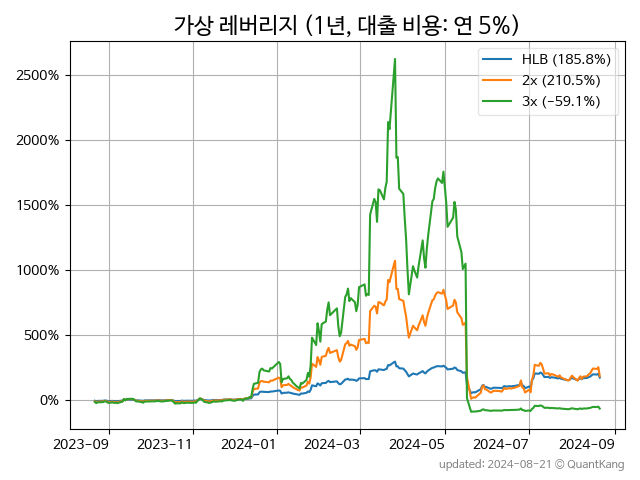 가상 레버리지 (1년, 대출 비용: 연 5%)
HLB (185.8%)
2x (210.5%)
3x (−59.1%)
2500%
2000%
1500%
1000%
500%
0%
2023-09 2023-11 2024-01 2024-03 2024-05 2024-07 2024-09
updated: 2024-08-21 @ QuantKang